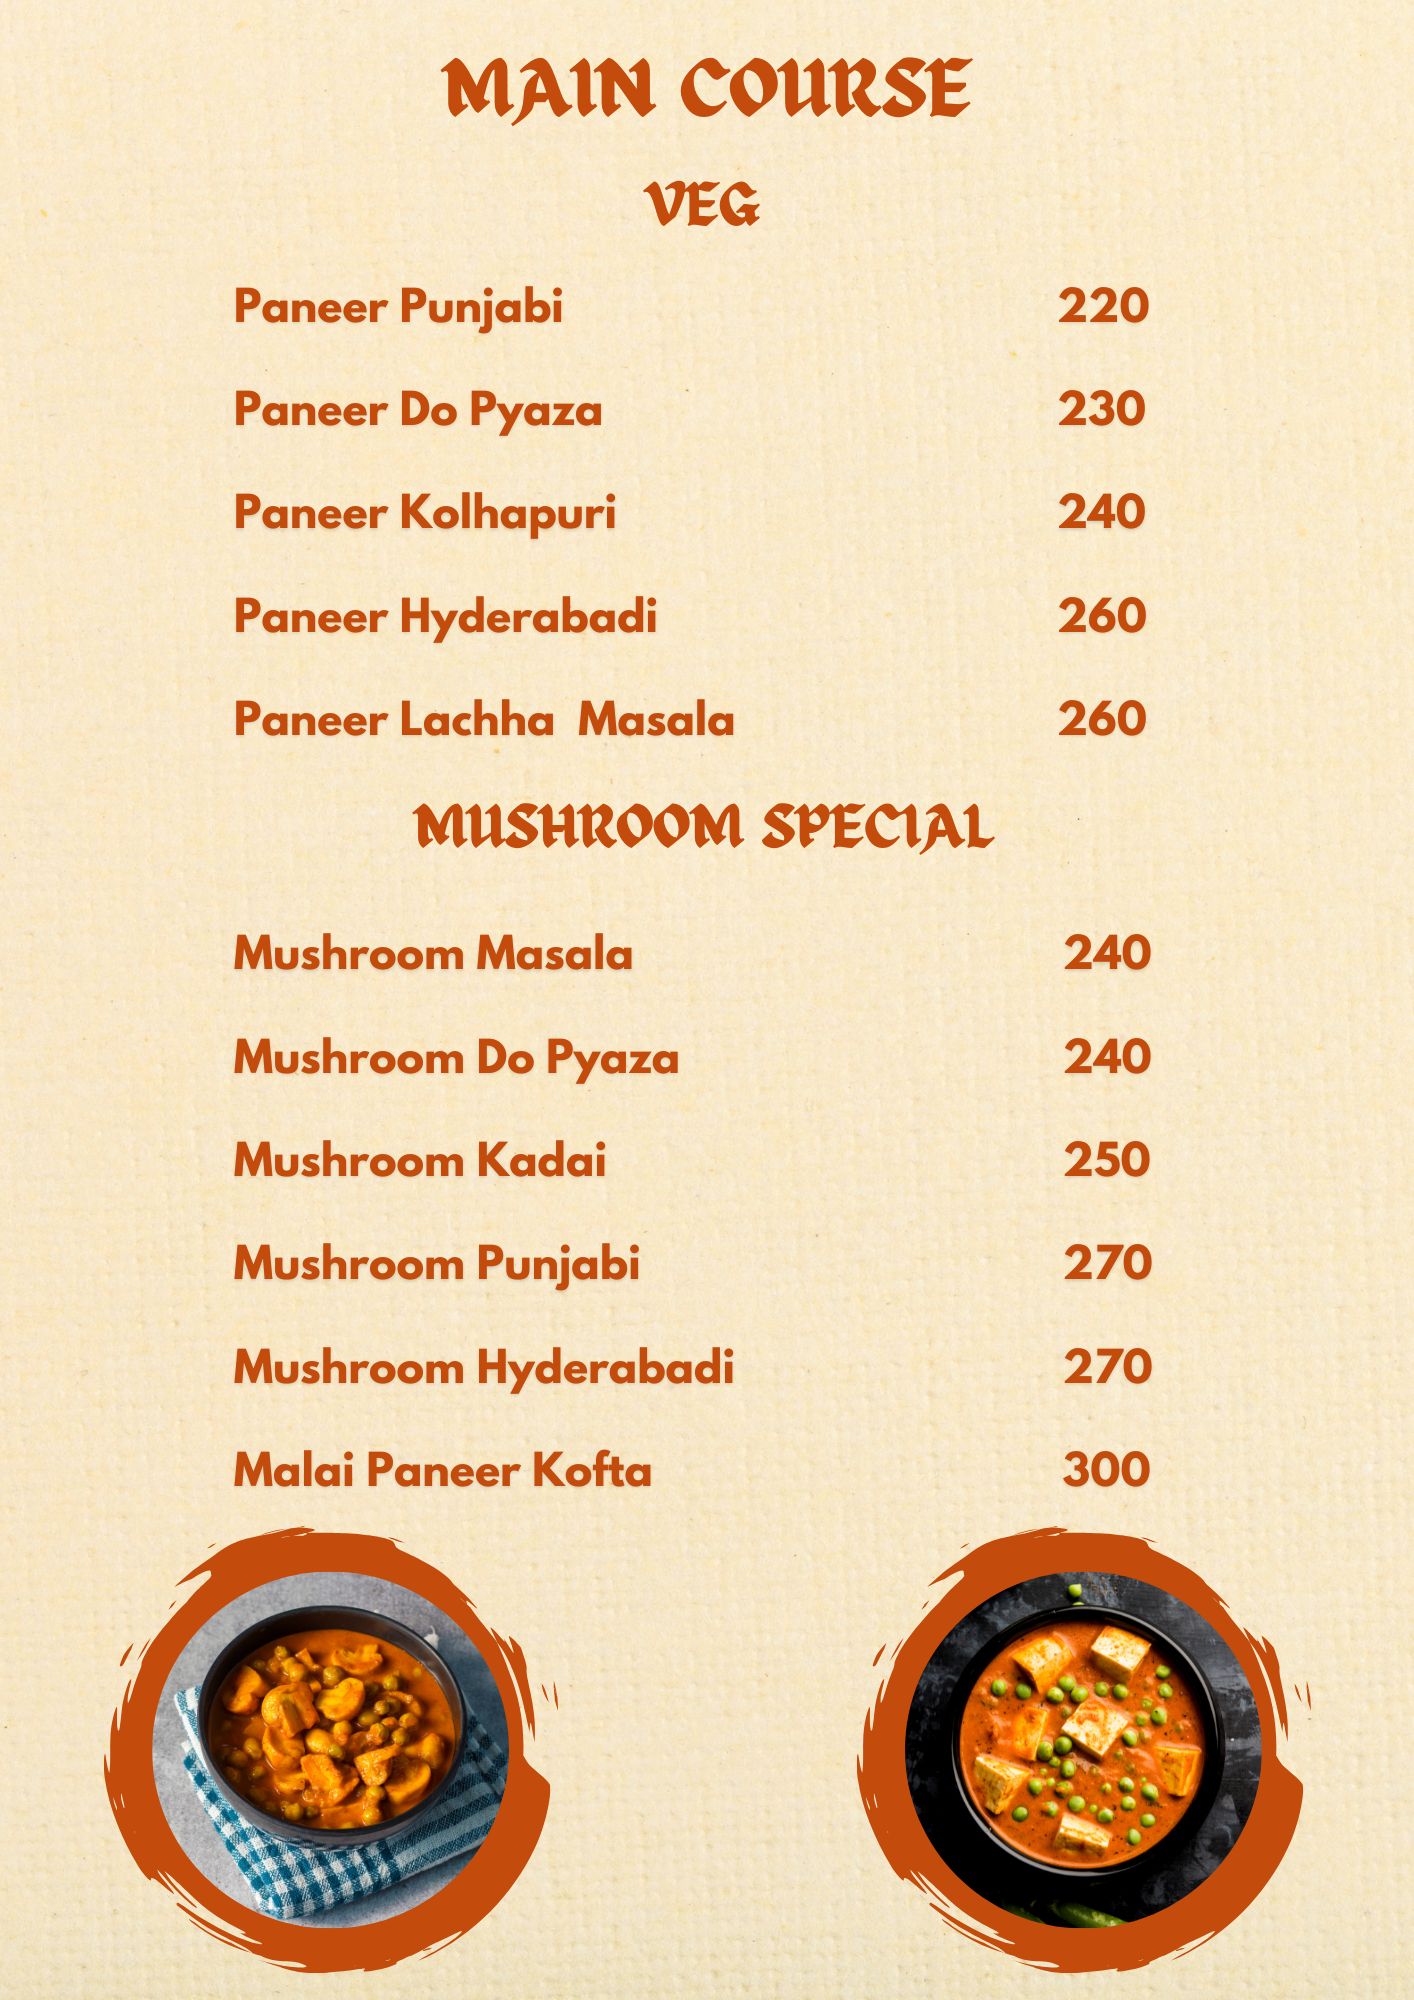 MAIN COURSE
VEG
Paneer Punjabi 220
Paneer Do Pyaza 230
Paneer Kolhapuri 240
Paneer Hyderabadi 260
Paneer Lachha  Masala 260
MUSHROOM SPECIAL
Mushroom Masala 240
Mushroom Do Pyaza 240
Mushroom Kadai 250
Mushroom Punjabi 270
Mushroom Hyderabadi 270
Malai Paneer Kofta 300